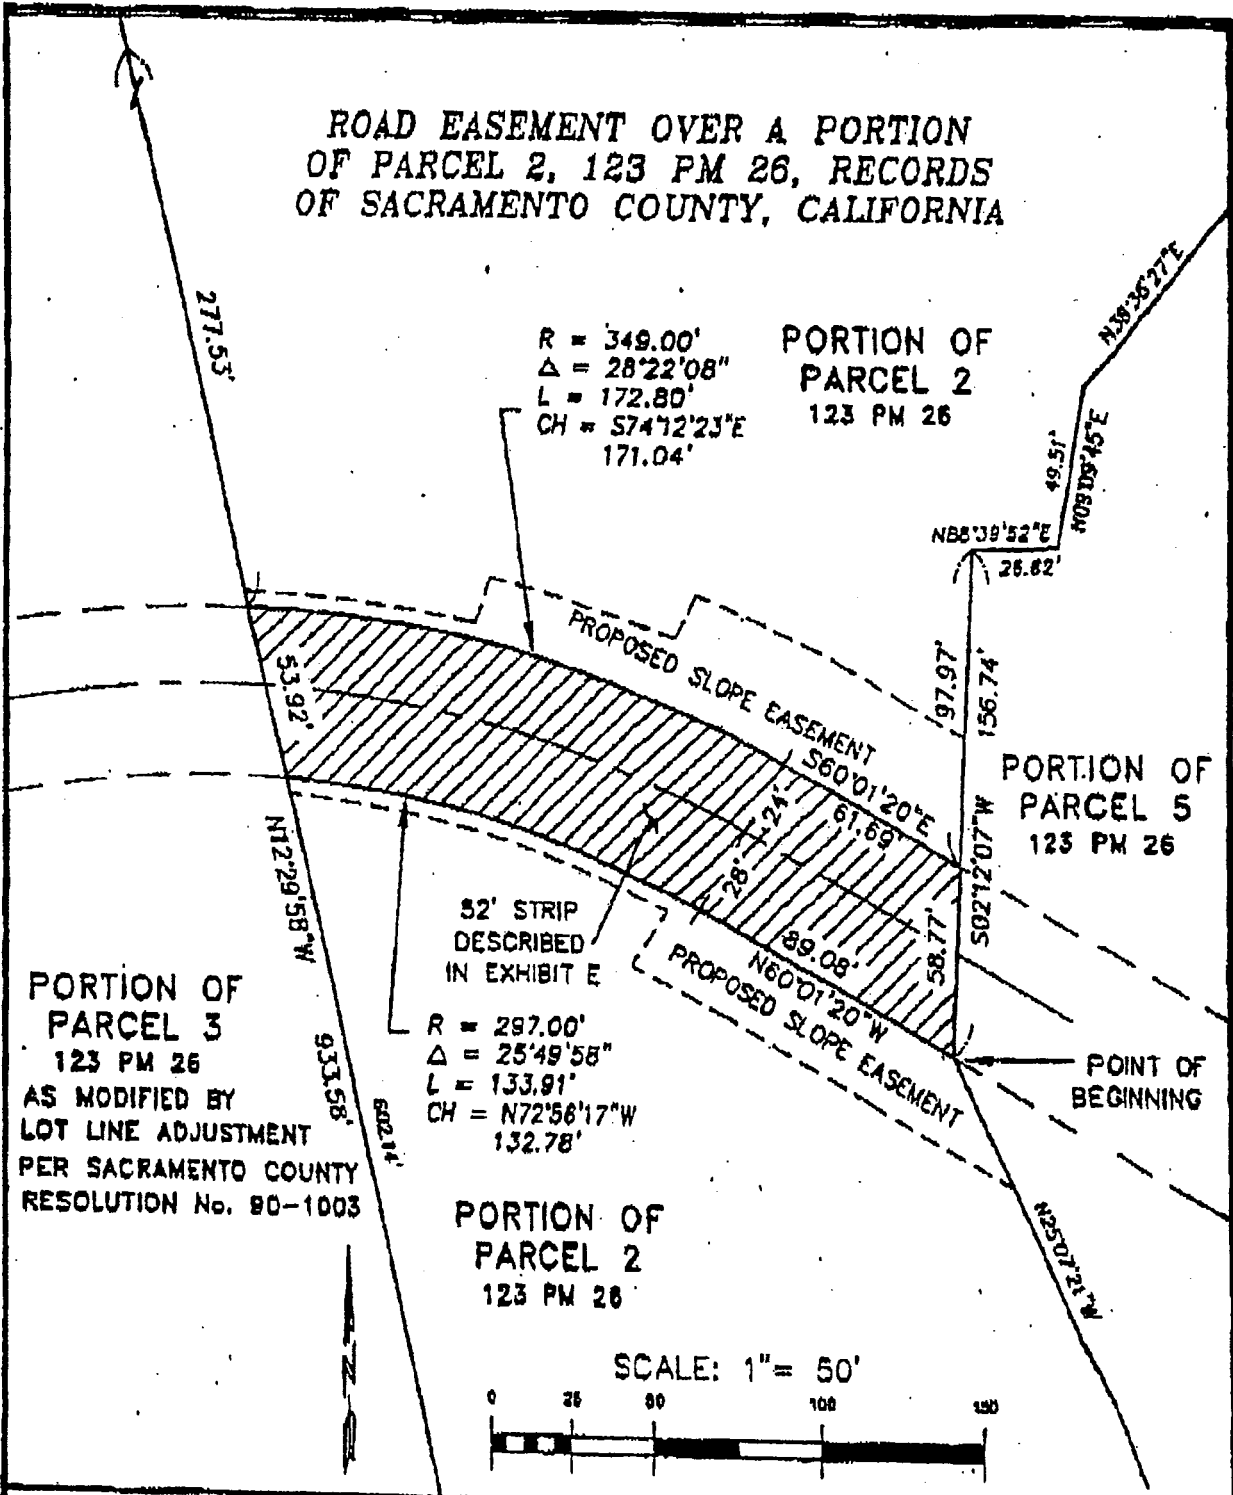 ROAD EASEMENT OVER A PORTION
OF PARCEL 2, 123 PM 26, RECORDS
OF SACRAMENTO COUNTY, CALIFORNIA
277.53'
R = 349.00'
Δ = 28°22'08"
L = 172.80'
CH = S74°12'23"E
171.04'
PORTION OF
PARCEL 2
123 PM 26
N38°36'27"E
49.51'
N09°09'45"E
N88°39'52"E
26.62'
PROPOSED SLOPE EASEMENT
97.97'
156.74'
53.92'
S60°01'20"E
61.69'
24'
28'
PORTION OF
PARCEL 5
123 PM 26
S02°12'07"W
58.77'
N12°29'58"W
52' STRIP
DESCRIBED
IN EXHIBIT E
89.08'
N60°01'20"W
PROPOSED SLOPE EASEMENT
PORTION OF
PARCEL 3
123 PM 26
AS MODIFIED BY
LOT LINE ADJUSTMENT
PER SACRAMENTO COUNTY
RESOLUTION No. 90-1003
933.58'
602.14'
R = 297.00'
Δ = 25°49'58"
L = 133.91'
CH = N72°56'17"W
132.78'
POINT OF
BEGINNING
PORTION OF
PARCEL 2
123 PM 26
N25°07'21"W
SCALE: 1"= 50'
0 25 50 100 150